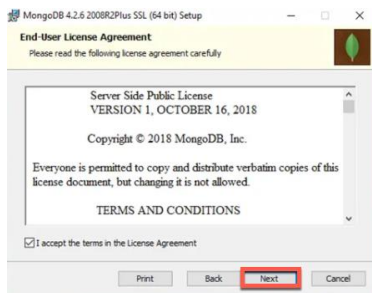 MongoDB 4.2.6 2008R2Plus SSL (64 bit) Setup
End-User License Agreement
Please read the following license agreement carefully
Server Side Public License
VERSION 1, OCTOBER 16, 2018
Copyright © 2018 MongoDB, Inc.
Everyone is permitted to copy and distribute verbatim copies of this
license document, but changing it is not allowed.
TERMS AND CONDITIONS
I accept the terms in the License Agreement
Print Back Next Cancel